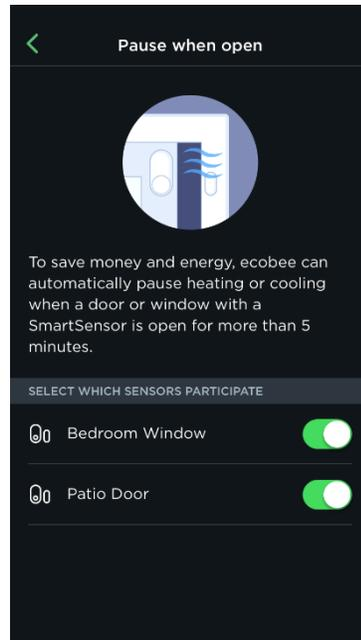 Pause when open
To save money and energy, ecobee can
automatically pause heating or cooling
when a door or window with a
SmartSensor is open for more than 5
minutes.
SELECT WHICH SENSORS PARTICIPATE
Bedroom Window
Patio Door